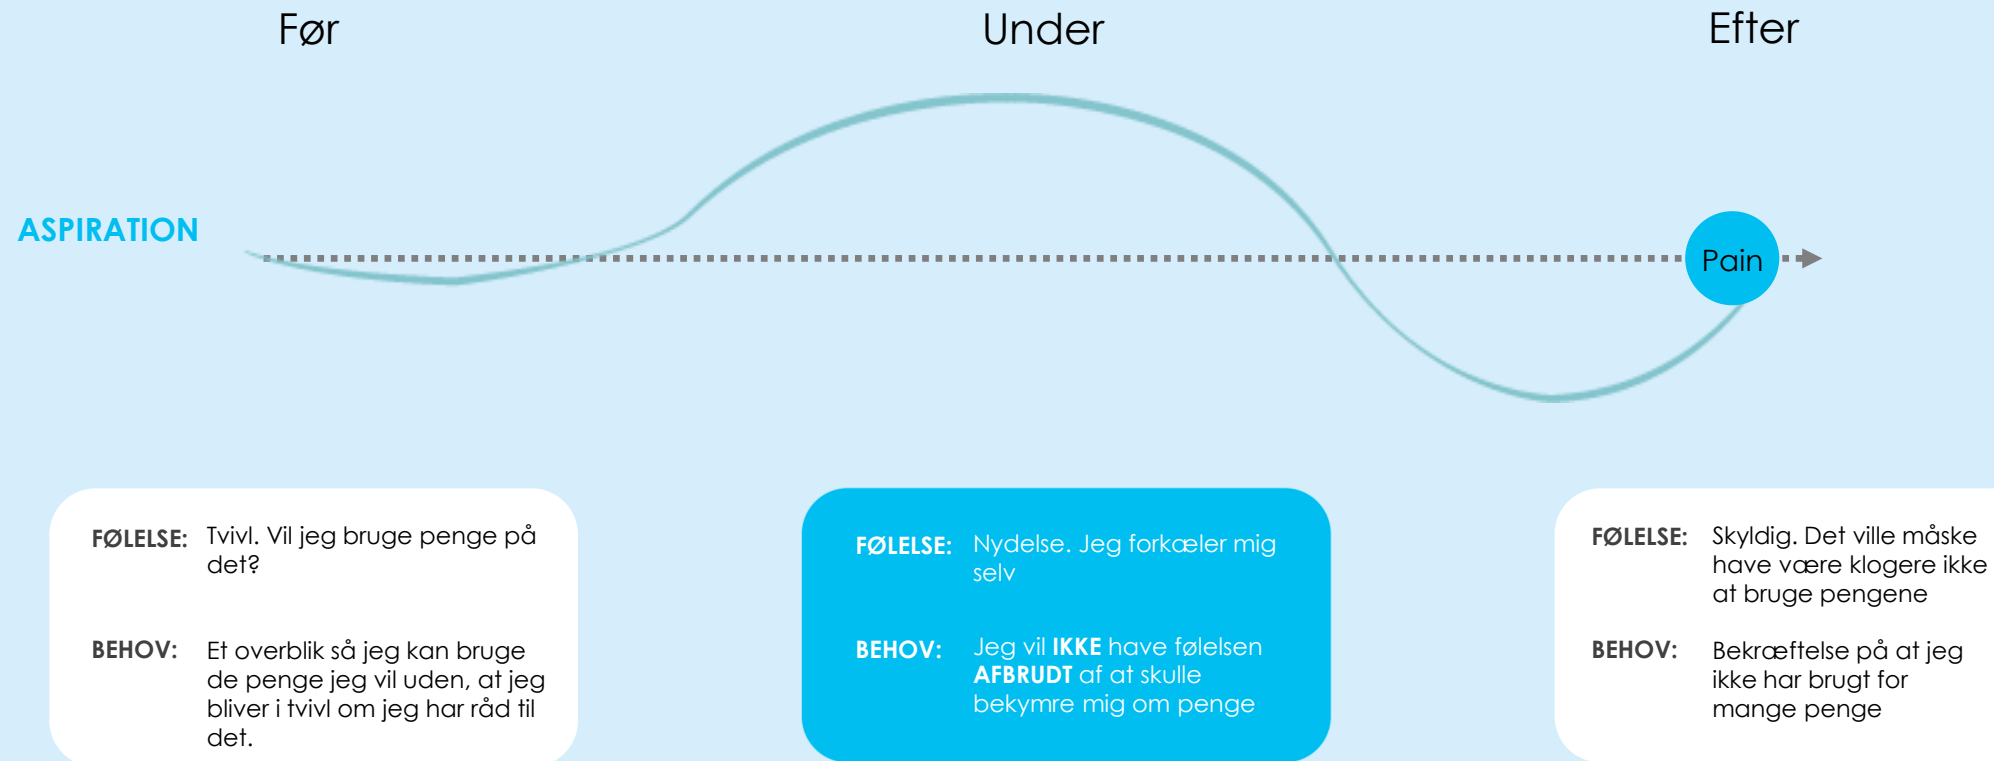 Før
Under
Efter
ASPIRATION
Pain
FØLELSE: Tvivl. Vil jeg bruge penge på
det?
BEHOV: Et overblik så jeg kan bruge
de penge jeg vil uden, at jeg
bliver i tvivl om jeg har råd til
det.
FØLELSE: Nydelse. Jeg forkæler mig
selv
BEHOV: Jeg vil IKKE have følelsen
AFBRUDT af at skulle
bekymre mig om penge
FØLELSE: Skyldig. Det ville måske
have være klogere ikke
at bruge pengene
BEHOV: Bekræftelse på at jeg
ikke har brugt for
mange penge